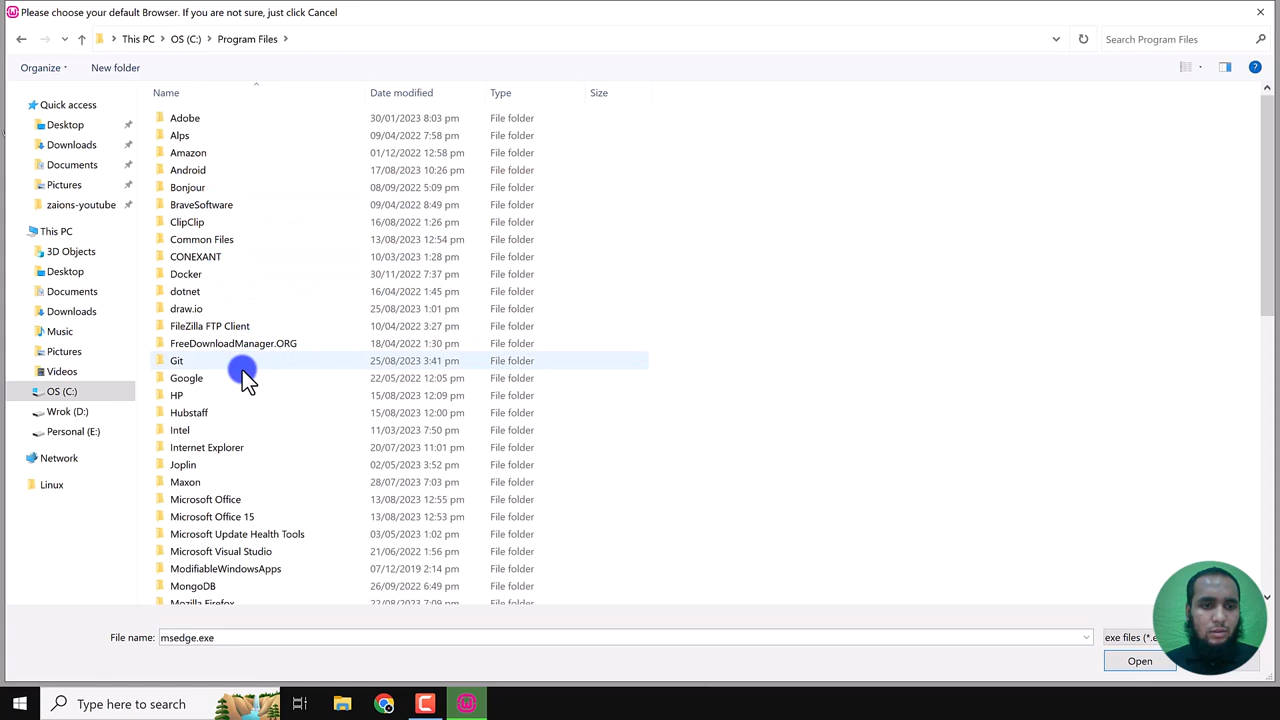 Please choose your default Browser. If you are not sure, just click Cancel
This PC
OS (C:)
Program Files
Search Program Files
Organize
New folder
Name
Date modified
Type
Size
Quick access
Desktop
Downloads
Documents
Pictures
zaions-youtube
This PC
3D Objects
Desktop
Documents
Downloads
Music
Pictures
Videos
OS (C:)
Wrok (D:)
Personal (E:)
Network
Linux
Adobe 30/01/2023 8:03 pm File folder
Alps 09/04/2022 7:58 pm File folder
Amazon 01/12/2022 12:58 pm File folder
Android 17/08/2023 10:26 pm File folder
Bonjour 08/09/2022 5:09 pm File folder
BraveSoftware 09/04/2022 8:49 pm File folder
ClipClip 16/08/2022 1:26 pm File folder
Common Files 13/08/2023 12:54 pm File folder
CONEXANT 10/03/2023 1:28 pm File folder
Docker 30/11/2022 7:37 pm File folder
dotnet 16/04/2022 1:45 pm File folder
draw.io 25/08/2023 1:01 pm File folder
FileZilla FTP Client 10/04/2022 3:27 pm File folder
FreeDownloadManager.ORG 18/04/2022 1:30 pm File folder
Git 25/08/2023 3:41 pm File folder
Google 22/05/2022 12:05 pm File folder
HP 15/08/2023 12:09 pm File folder
Hubstaff 15/08/2023 12:00 pm File folder
Intel 11/03/2023 7:50 pm File folder
Internet Explorer 20/07/2023 11:01 pm File folder
Joplin 02/05/2023 3:52 pm File folder
Maxon 28/07/2023 7:03 pm File folder
Microsoft Office 13/08/2023 12:55 pm File folder
Microsoft Office 15 13/08/2023 12:53 pm File folder
Microsoft Update Health Tools 03/05/2023 1:02 pm File folder
Microsoft Visual Studio 21/06/2022 1:56 pm File folder
ModifiableWindowsApps 07/12/2019 2:14 pm File folder
MongoDB 26/09/2022 6:49 pm File folder
Mozilla Firefox 22/08/2023 7:09 pm File folder
File name: msedge.exe
exe files (*.e
Open
Type here to search